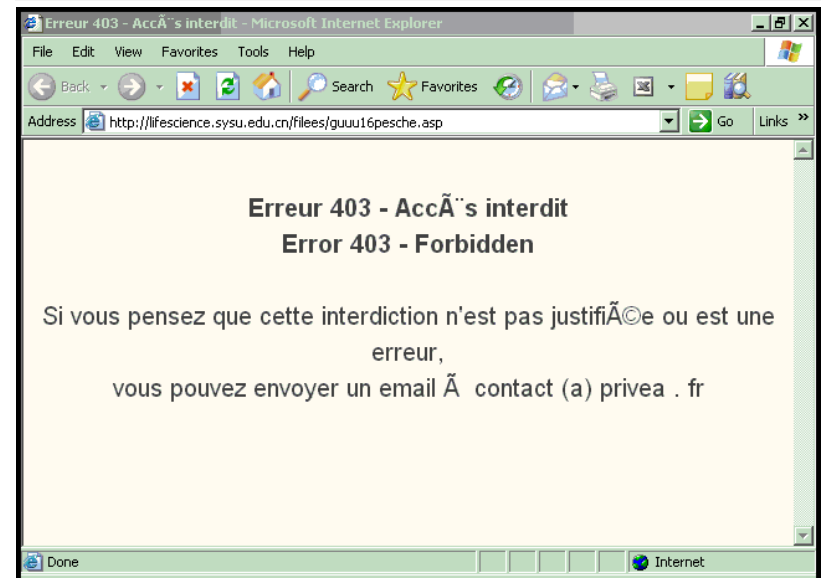 Erreur 403 - AccÃ¨s interdit - Microsoft Internet Explorer
File Edit View Favorites Tools Help
Back Search Favorites
Address http://lifescience.sysu.edu.cn/filees/guuu16pesche.asp Go Links »
Erreur 403 - AccÃ¨s interdit
Error 403 - Forbidden
Si vous pensez que cette interdiction n'est pas justifiÃ©e ou est une
erreur,
vous pouvez envoyer un email Ã  contact (a) privea . fr
Done Internet